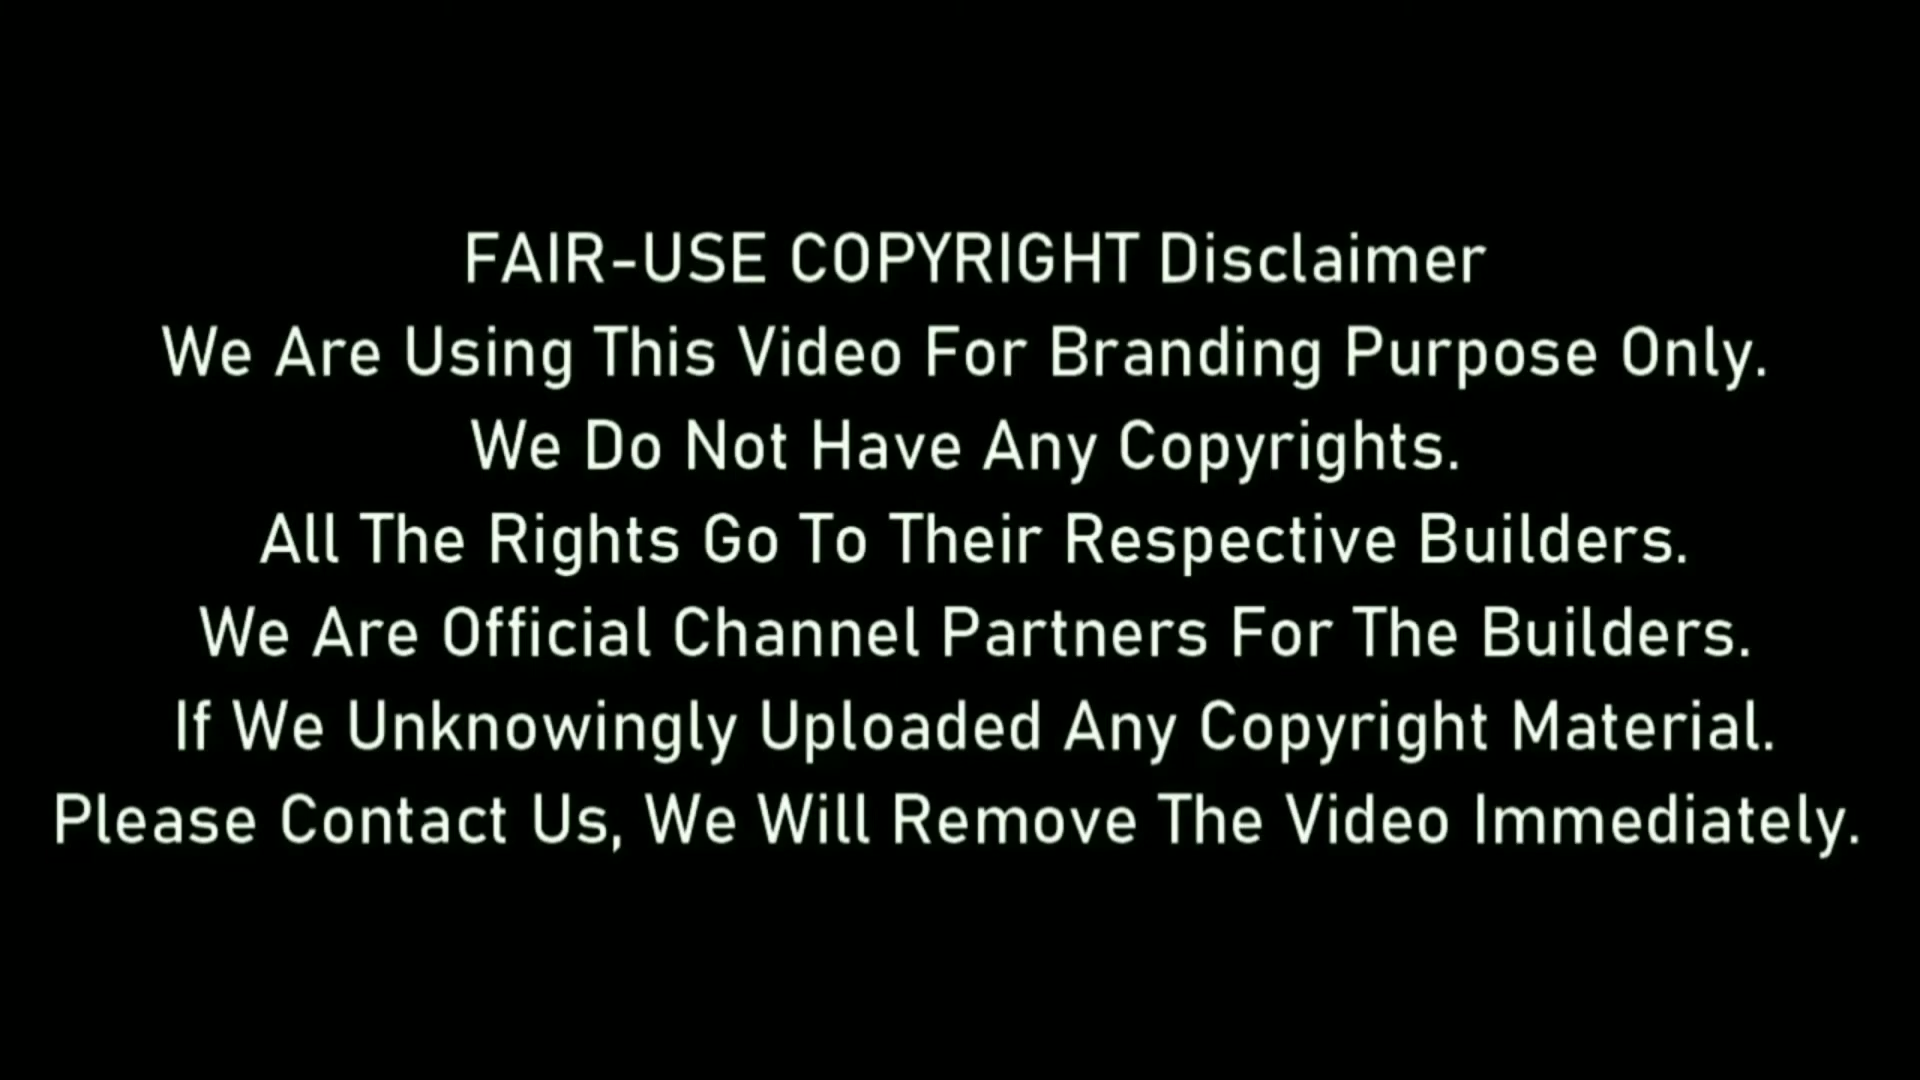 FAIR-USE COPYRIGHT Disclaimer
We Are Using This Video For Branding Purpose Only.
We Do Not Have Any Copyrights.
All The Rights Go To Their Respective Builders.
We Are Official Channel Partners For The Builders.
If We Unknowingly Uploaded Any Copyright Material.
Please Contact Us, We Will Remove The Video Immediately.